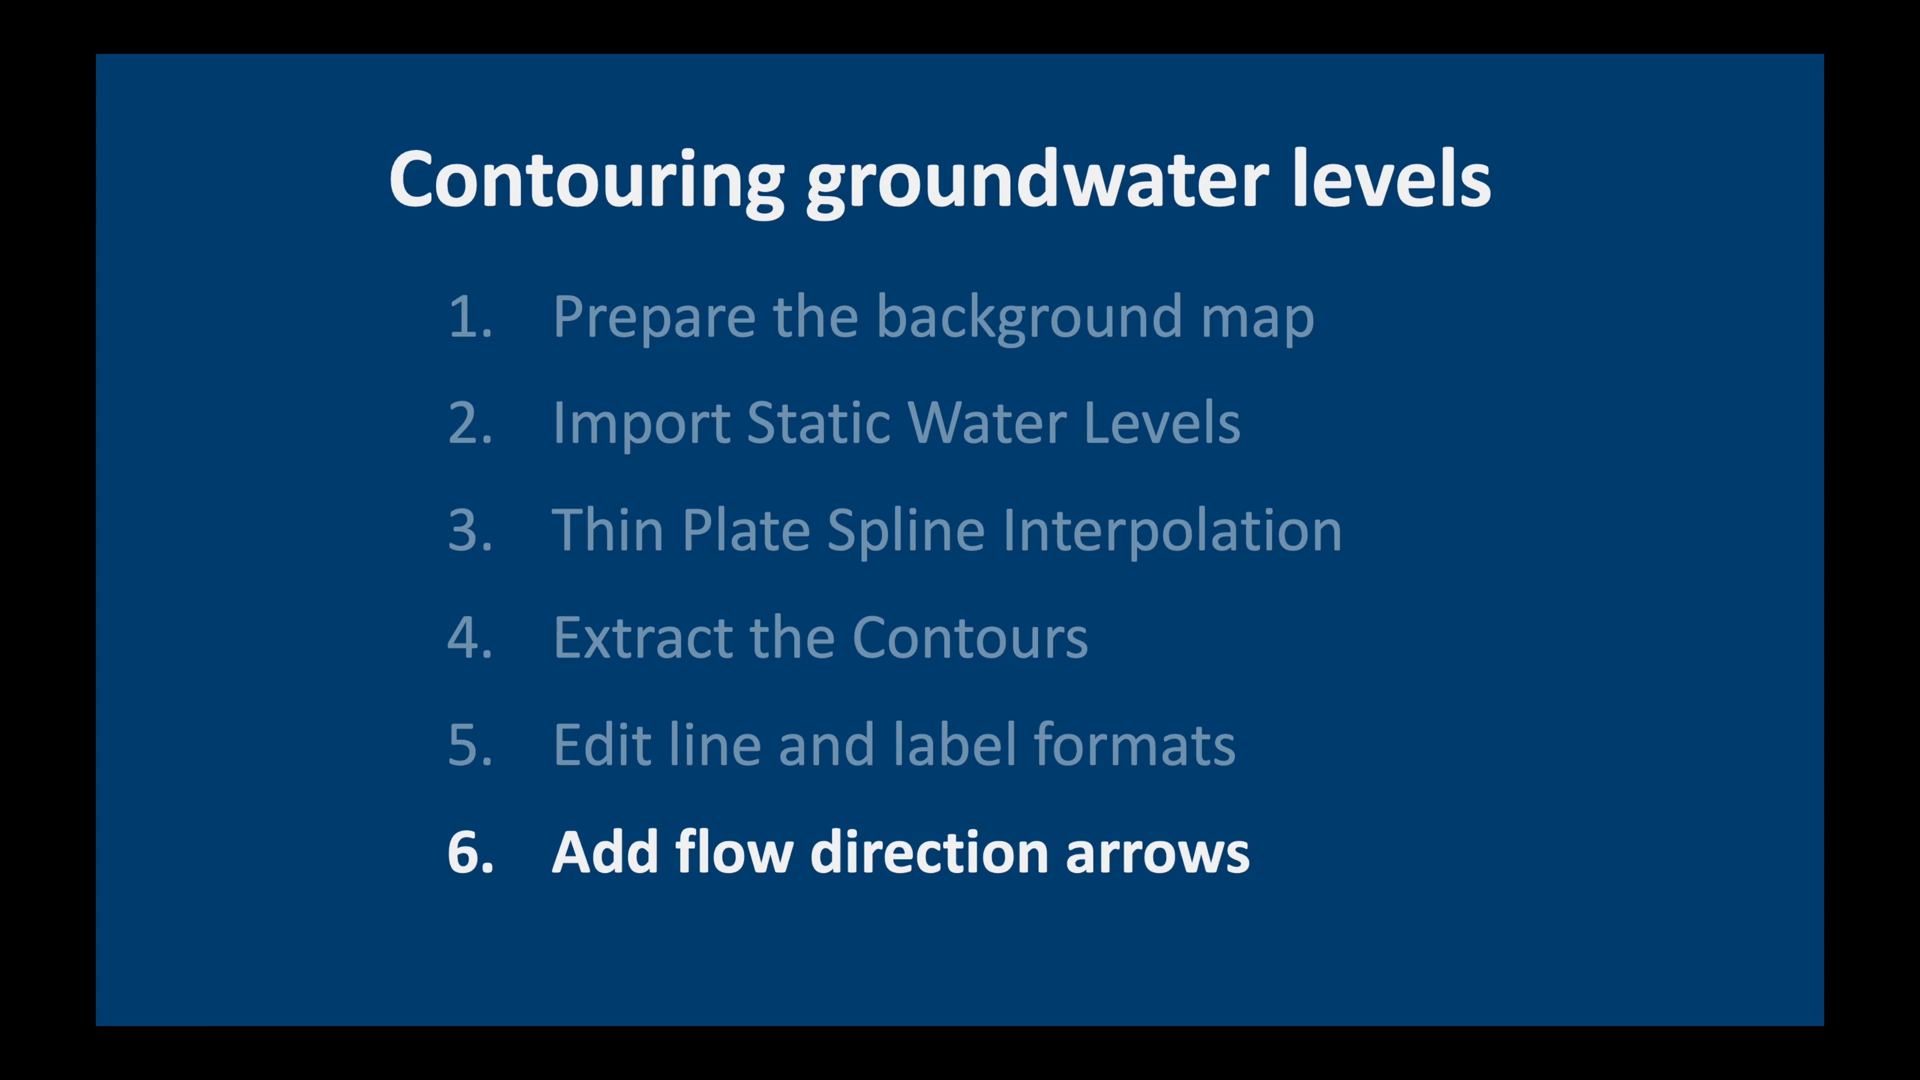 Contouring groundwater levels
1. Prepare the background map
2. Import Static Water Levels
3. Thin Plate Spline Interpolation
4. Extract the Contours
5. Edit line and label formats
6. Add flow direction arrows